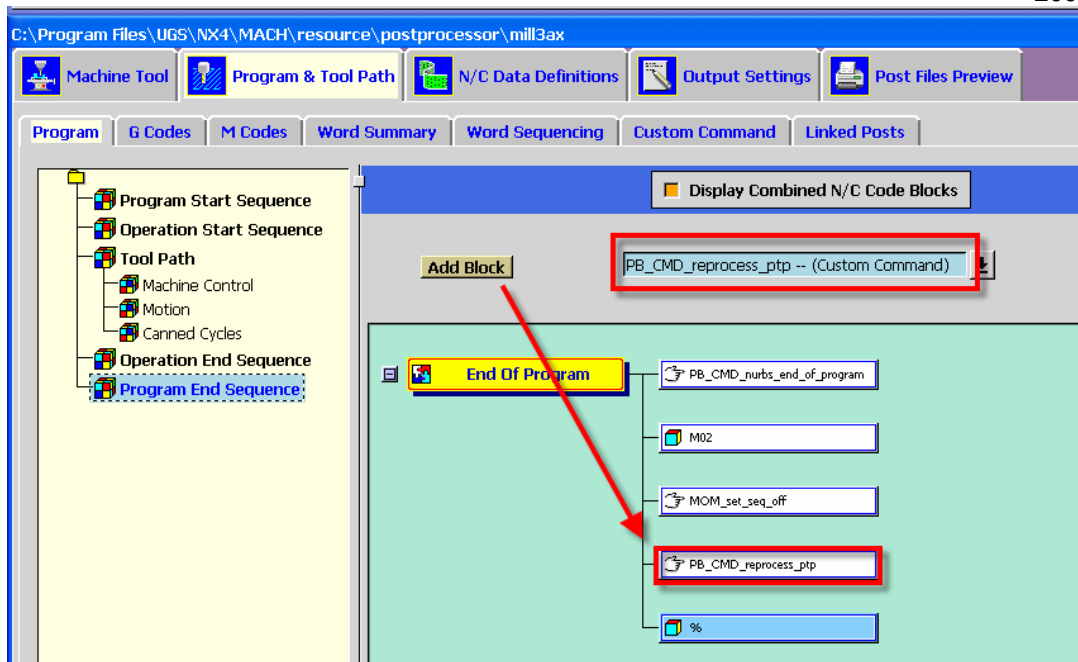 C:\Program Files\UGS\NX4\MACH\resource\postprocessor\mill3ax
Machine Tool Program & Tool Path N/C Data Definitions Output Settings Post Files Preview
Program G Codes M Codes Word Summary Word Sequencing Custom Command Linked Posts
Program Start Sequence
Operation Start Sequence
Tool Path
Machine Control
Motion
Canned Cycles
Operation End Sequence
Program End Sequence
Display Combined N/C Code Blocks
Add Block PB_CMD_reprocess_ptp -- (Custom Command)
End Of Program PB_CMD_nurbs_end_of_program
M02
MOM_set_seq_off
PB_CMD_reprocess_ptp
%